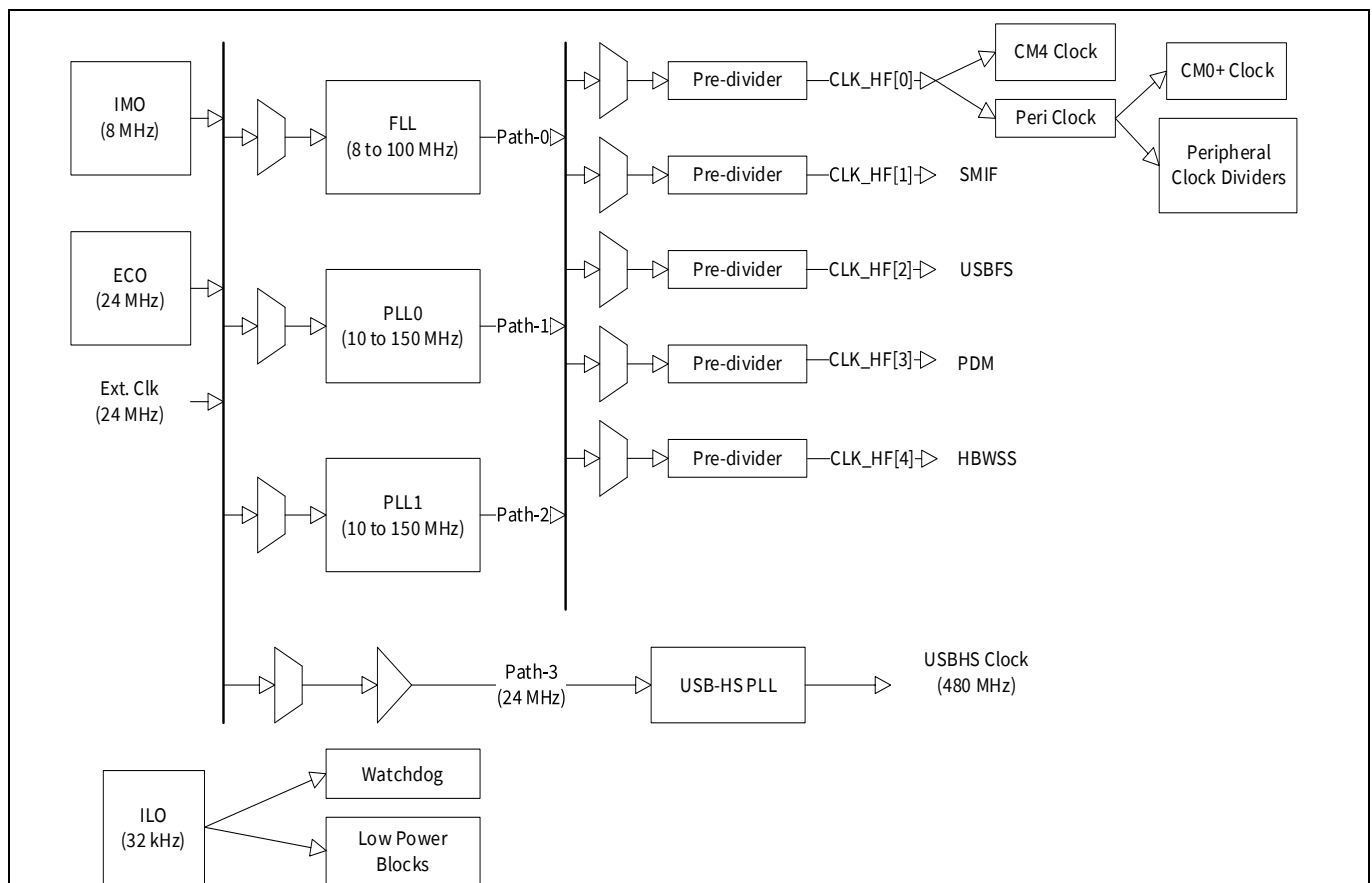 IMO
(8 MHz)
FLL
(8 to 100 MHz)
Path-0
Pre-divider
CLK_HF[0]
CM4 Clock
Peri Clock
CM0+ Clock
Peripheral
Clock Dividers
Pre-divider
CLK_HF[1]
SMIF
ECO
(24 MHz)
PLL0
(10 to 150 MHz)
Path-1
Pre-divider
CLK_HF[2]
USBFS
Pre-divider
CLK_HF[3]
PDM
Ext. Clk
(24 MHz)
Pre-divider
CLK_HF[4]
HBWSS
PLL1
(10 to 150 MHz)
Path-2
Path-3
(24 MHz)
USB-HS PLL
USBHS Clock
(480 MHz)
ILO
(32 kHz)
Watchdog
Low Power
Blocks